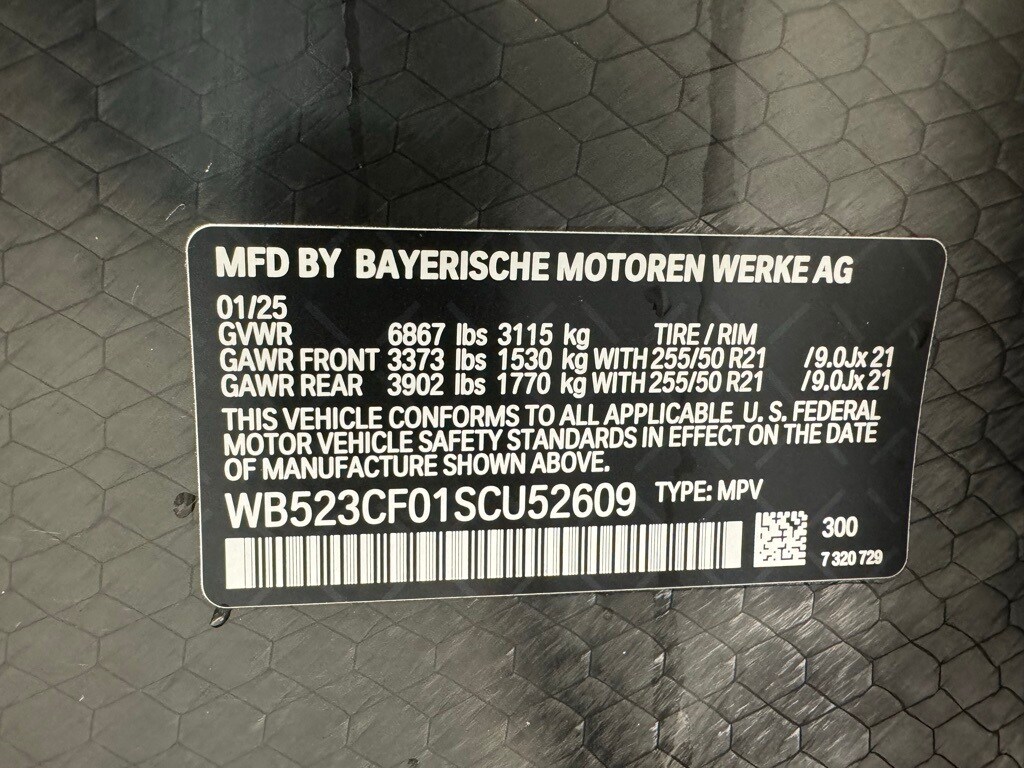 MFD BY BAYERISCHE MOTOREN WERKE AG
01/25
GVWR 6867 lbs 3115 kg TIRE / RIM
GAWR FRONT 3373 lbs 1530 kg WITH 255/50 R21 /9.0Jx 21
GAWR REAR 3902 lbs 1770 kg WITH 255/50 R21 /9.0Jx 21
THIS VEHICLE CONFORMS TO ALL APPLICABLE U. S. FEDERAL
MOTOR VEHICLE SAFETY STANDARDS IN EFFECT ON THE DATE
OF MANUFACTURE SHOWN ABOVE.
WB523CF01SCU52609 TYPE: MPV
300
7 320 729